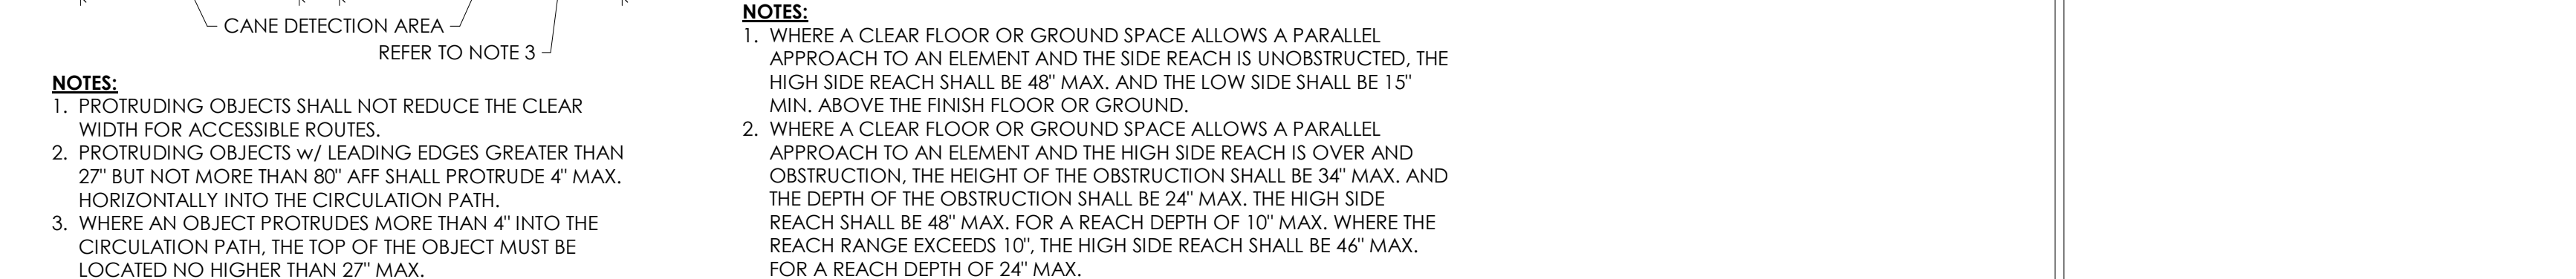 CANE DETECTION AREA
REFER TO NOTE 3
NOTES:
1. PROTRUDING OBJECTS SHALL NOT REDUCE THE CLEAR
WIDTH FOR ACCESSIBLE ROUTES.
2. PROTRUDING OBJECTS w/ LEADING EDGES GREATER THAN
27" BUT NOT MORE THAN 80" AFF SHALL PROTRUDE 4" MAX.
HORIZONTALLY INTO THE CIRCULATION PATH.
3. WHERE AN OBJECT PROTRUDES MORE THAN 4" INTO THE
CIRCULATION PATH, THE TOP OF THE OBJECT MUST BE
LOCATED NO HIGHER THAN 27" MAX.
NOTES:
1. WHERE A CLEAR FLOOR OR GROUND SPACE ALLOWS A PARALLEL
APPROACH TO AN ELEMENT AND THE SIDE REACH IS UNOBSTRUCTED, THE
HIGH SIDE REACH SHALL BE 48" MAX. AND THE LOW SIDE SHALL BE 15"
MIN. ABOVE THE FINISH FLOOR OR GROUND.
2. WHERE A CLEAR FLOOR OR GROUND SPACE ALLOWS A PARALLEL
APPROACH TO AN ELEMENT AND THE HIGH SIDE REACH IS OVER AND
OBSTRUCTION, THE HEIGHT OF THE OBSTRUCTION SHALL BE 34" MAX. AND
THE DEPTH OF THE OBSTRUCTION SHALL BE 24" MAX. THE HIGH SIDE
REACH SHALL BE 48" MAX. FOR A REACH DEPTH OF 10" MAX. WHERE THE
REACH RANGE EXCEEDS 10", THE HIGH SIDE REACH SHALL BE 46" MAX.
FOR A REACH DEPTH OF 24" MAX.